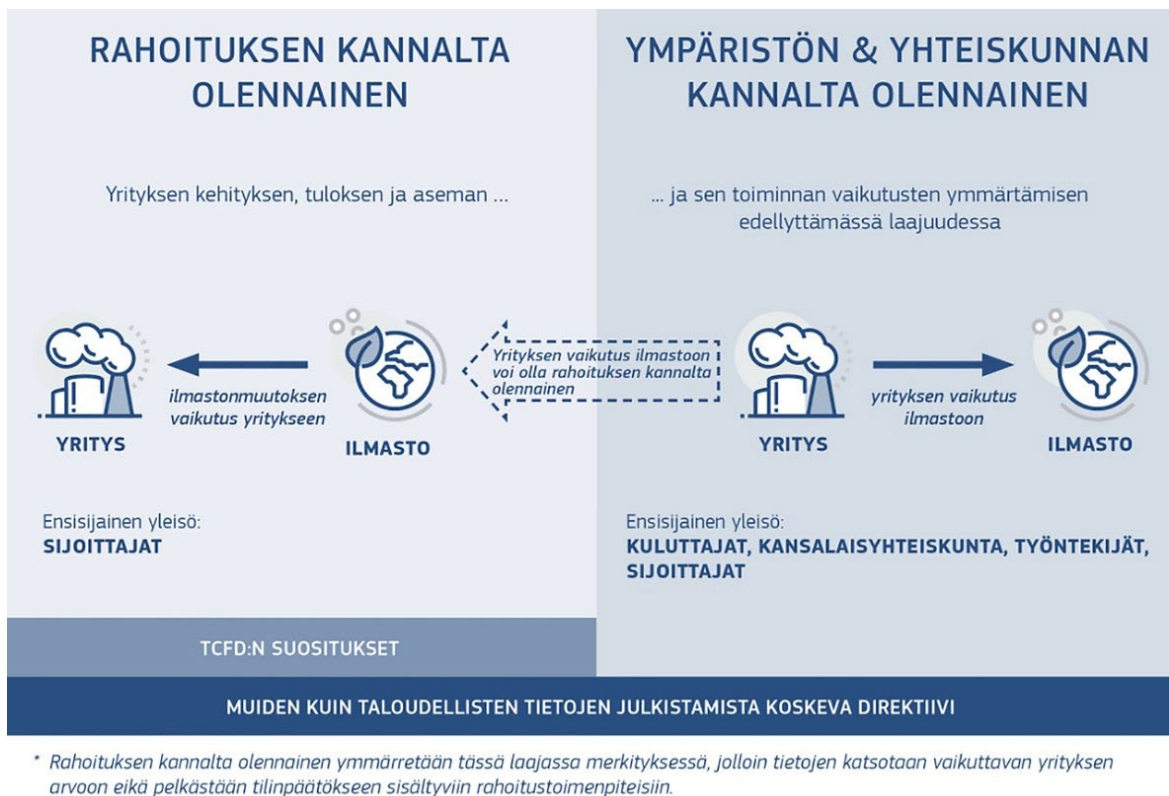 RAHOITUKSEN KANNALTA
OLENNAINEN
Yrityksen kehityksen, tuloksen ja aseman ...
ilmastonmuutoksen
vaikutus yritykseen
YRITYS
ILMASTO
Ensisijainen yleisö:
SIJOITTAJAT
TCFD:N SUOSITUKSET
Yrityksen vaikutus ilmastoon
voi olla rahoituksen kannalta
olennainen
YMPÄRISTÖN & YHTEISKUNNAN
KANNALTA OLENNAINEN
... ja sen toiminnan vaikutusten ymmärtämisen
edellyttämässä laajuudessa
yrityksen vaikutus
ilmastoon
YRITYS
ILMASTO
Ensisijainen yleisö:
KULUTTAJAT, KANSALAISYHTEISKUNTA, TYÖNTEKIJÄT,
SIJOITTAJAT
MUIDEN KUIN TALOUDELLISTEN TIETOJEN JULKISTAMISTA KOSKEVA DIREKTIIVI
* Rahoituksen kannalta olennainen ymmärretään tässä laajassa merkityksessä, jolloin tietojen katsotaan vaikuttavan yrityksen
arvoon eikä pelkästään tilinpäätökseen sisältyviin rahoitustoimenpiteisiin.